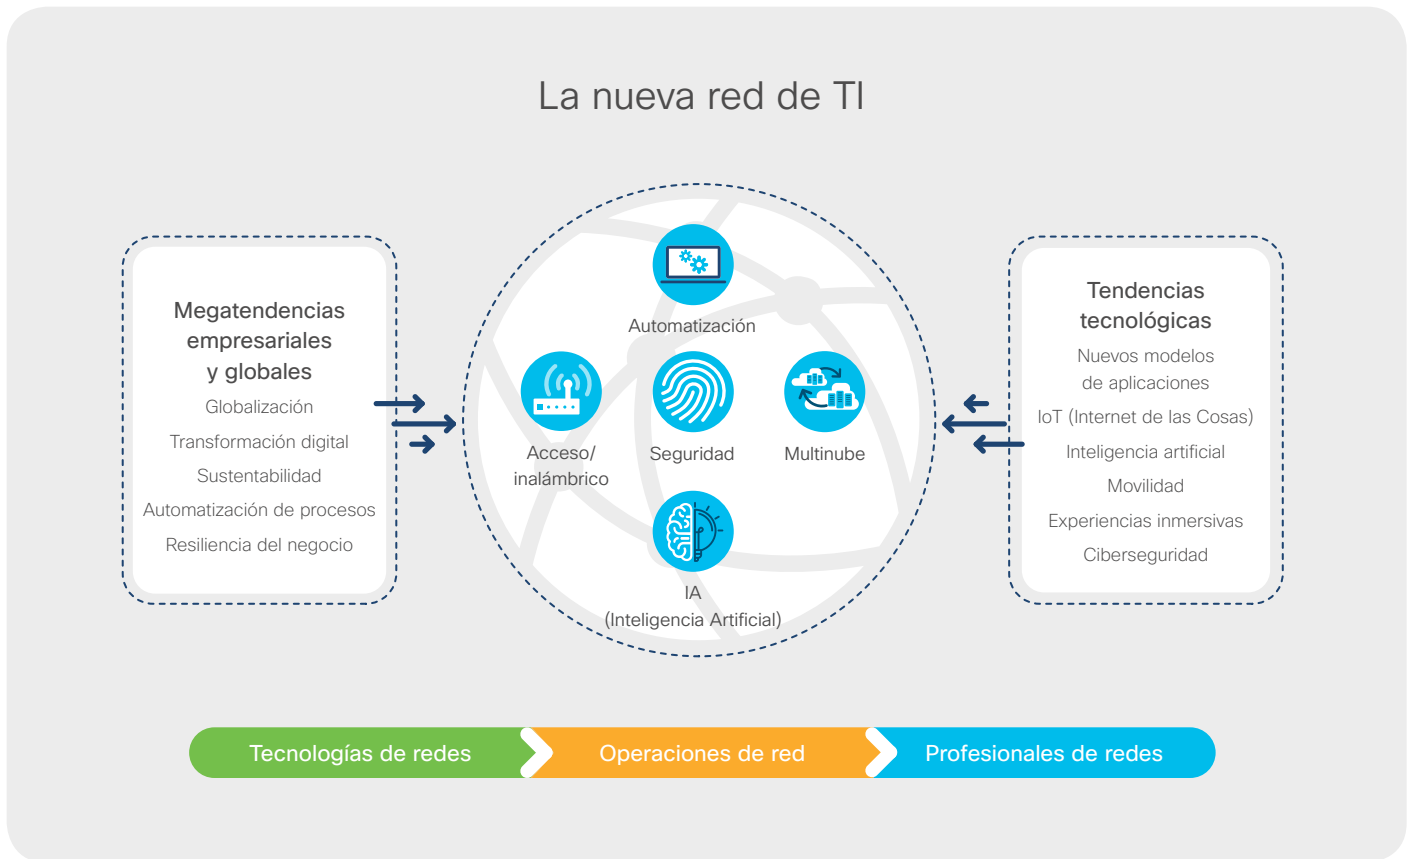 La nueva red de TI
Megatendencias
empresariales
y globales
Globalización
Transformación digital
Sustentabilidad
Automatización de procesos
Resiliencia del negocio
Automatización
Acceso/
inalámbrico
Seguridad
Multinube
IA
(Inteligencia Artificial)
Tendencias
tecnológicas
Nuevos modelos
de aplicaciones
IoT (Internet de las Cosas)
Inteligencia artificial
Movilidad
Experiencias inmersivas
Ciberseguridad
Tecnologías de redes
Operaciones de red
Profesionales de redes